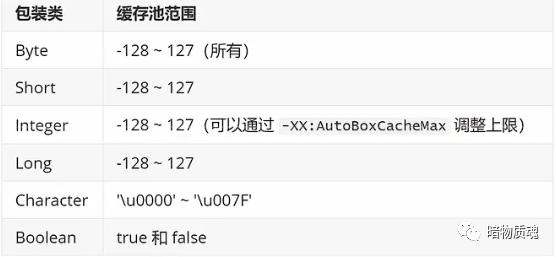 包装类 缓存池范围
Byte -128 ~ 127（所有）
Short -128 ~ 127
Integer -128 ~ 127（可以通过 -XX:AutoBoxCacheMax 调整上限）
Long -128 ~ 127
Character '\u0000' ~ '\u007F'
Boolean true 和 false
暗物质魂